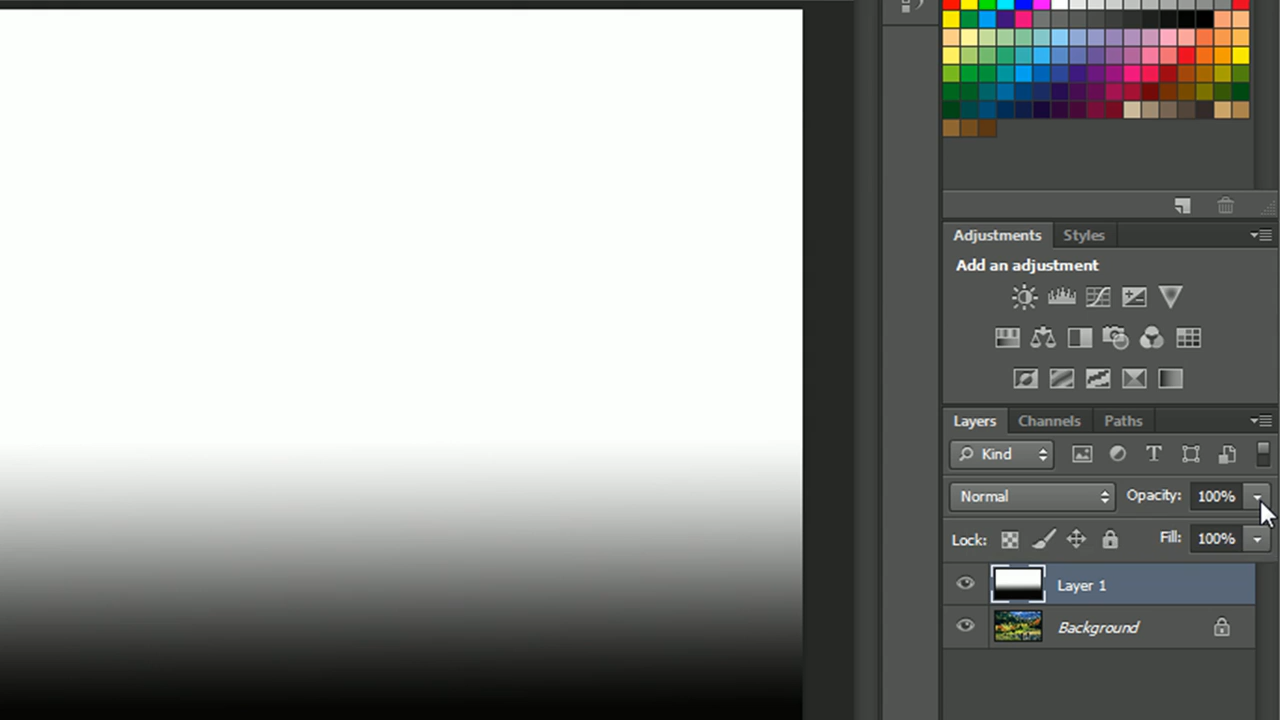 Adjustments Styles
Add an adjustment
Layers Channels Paths
Kind T
Normal Opacity: 100%
Lock: Fill: 100%
Layer 1
Background